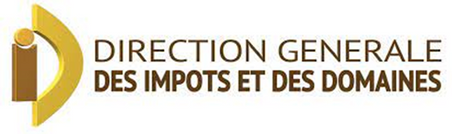 DIRECTION GENERALE
DES IMPOTS ET DES DOMAINES